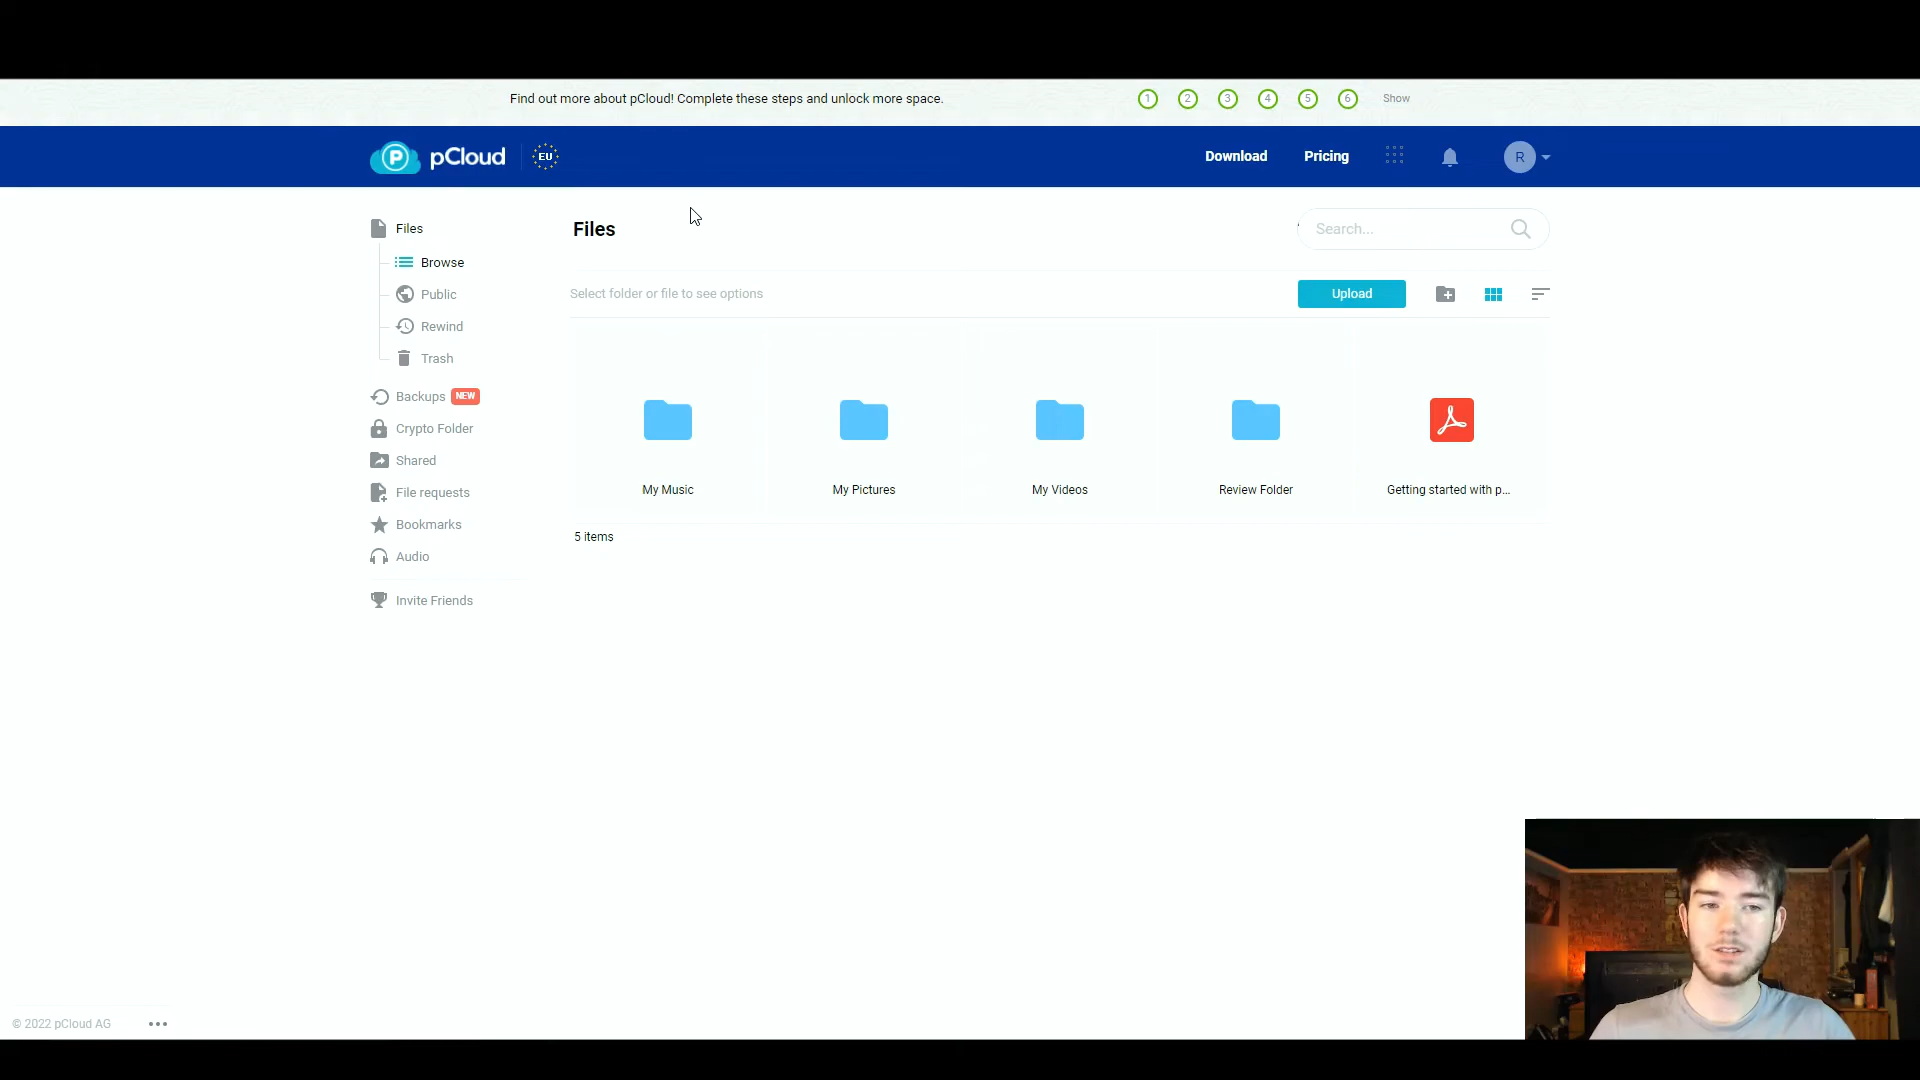 Find out more about pCloud! Complete these steps and unlock more space.
1 2 3 4 5 6 Show
P pCloud EU
Download Pricing R
Files
Browse
Public
Rewind
Trash
Backups NEW
Crypto Folder
Shared
File requests
Bookmarks
Audio
Invite Friends
Files
Search...
Select folder or file to see options
Upload
My Music
My Pictures
My Videos
Review Folder
Getting started with p...
5 items
© 2022 pCloud AG